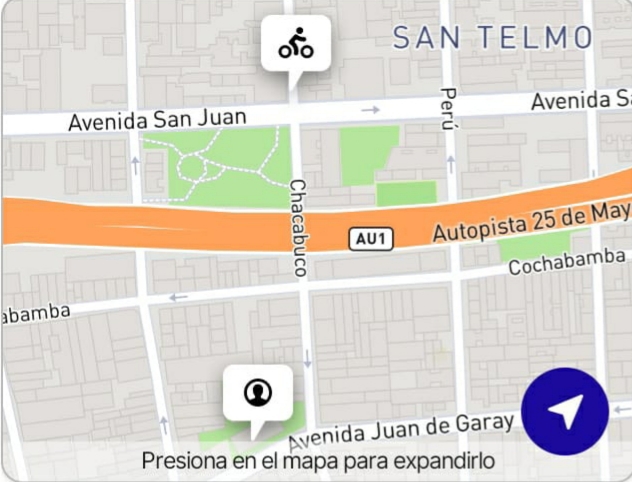 SAN TELMO
Avenida San Juan
Perú
Avenida Sa
Chacabuco
AU1
Autopista 25 de May
Cochabamba
abamba
Avenida Juan de Garay
Presiona en el mapa para expandirlo